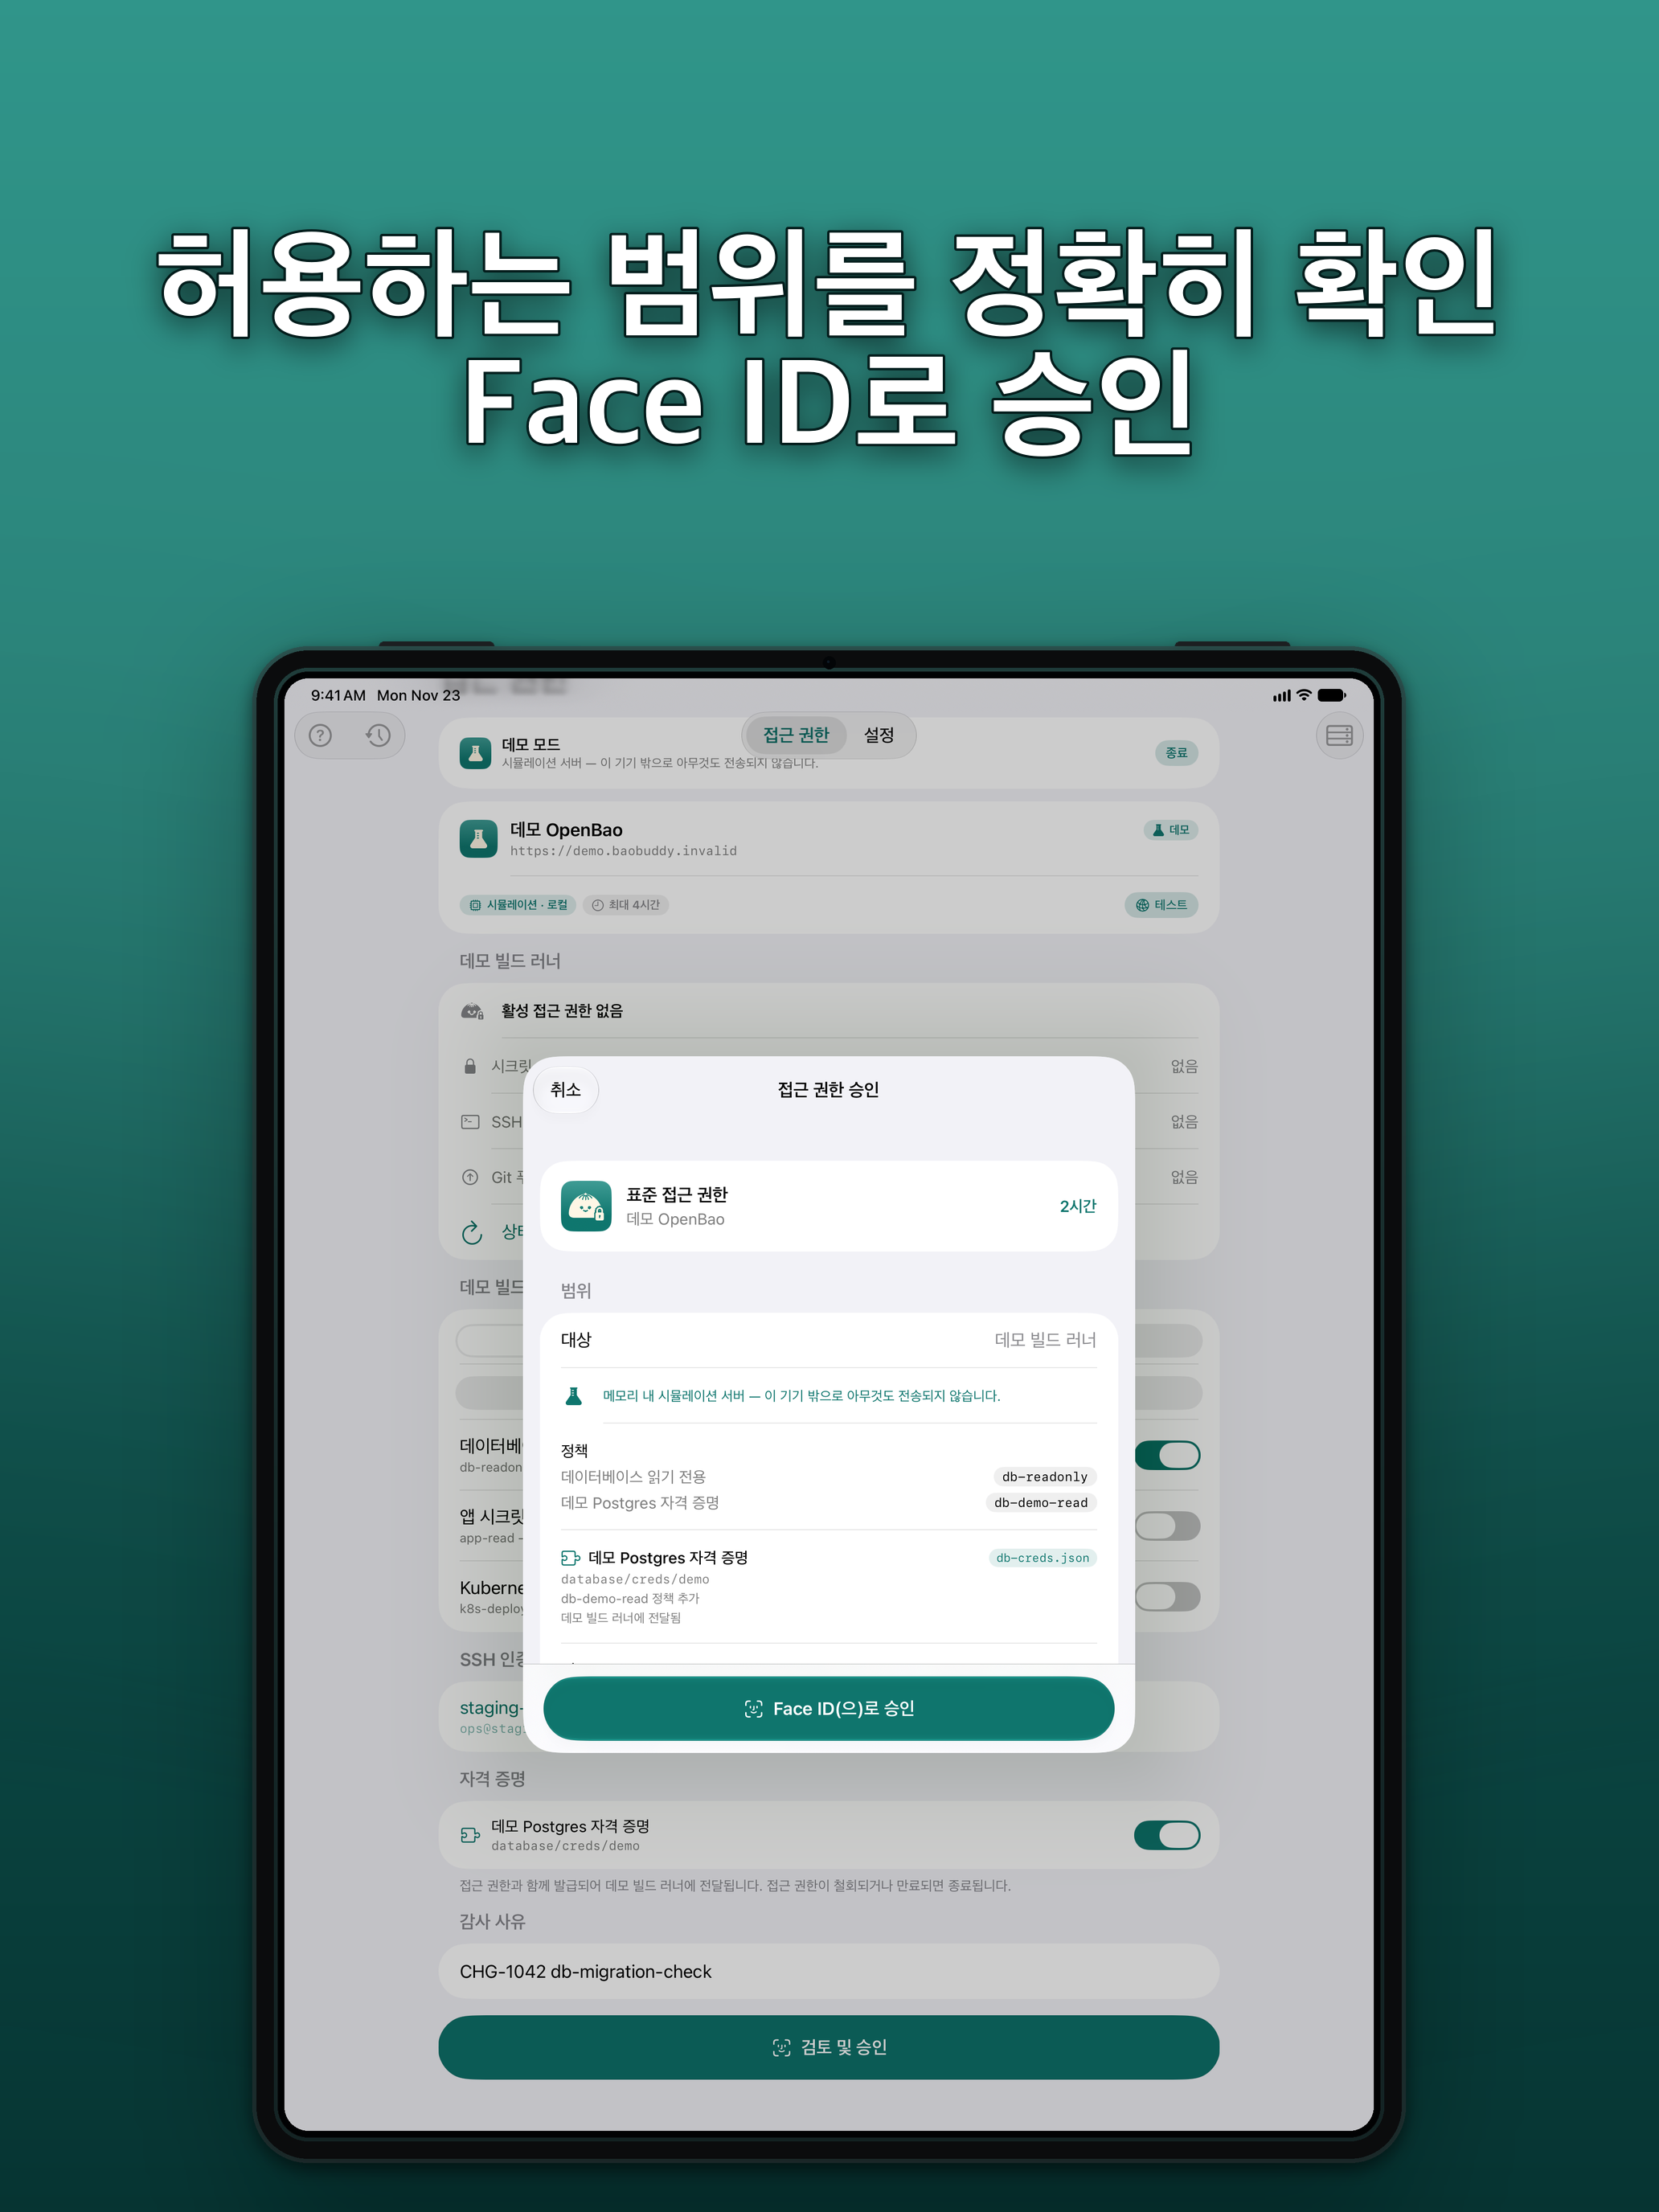 허용하는 범위를 정확히 확인
Face ID로 승인
9:41 AM Mon Nov 23
접근 권한 설정
데모 모드
시뮬레이션 서버 — 이 기기 밖으로 아무것도 전송되지 않습니다.
종료
데모 OpenBao
데모
https://demo.baobuddy.invalid
시뮬레이션 · 로컬
최대 4시간
테스트
데모 빌드 러너
활성 접근 권한 없음
시크릿
없음
SSH
없음
Git
없음
데모 빌드
취소
접근 권한 승인
표준 접근 권한
데모 OpenBao
2시간
범위
대상
데모 빌드 러너
메모리 내 시뮬레이션 서버 — 이 기기 밖으로 아무것도 전송되지 않습니다.
정책
데이터베이스 읽기 전용
db-readonly
데모 Postgres 자격 증명
db-demo-read
데모 Postgres 자격 증명
db-creds.json
database/creds/demo
db-demo-read 정책 추가
데모 빌드 러너에 전달됨
Face ID(으)로 승인
데이터베
db-readon
앱 시크릿
app-read
Kuberne
k8s-deploy
SSH 인증
staging-
ops@stag
자격 증명
데모 Postgres 자격 증명
database/creds/demo
접근 권한과 함께 발급되어 데모 빌드 러너에 전달됩니다. 접근 권한이 철회되거나 만료되면 종료됩니다.
감사 사유
CHG-1042 db-migration-check
검토 및 승인